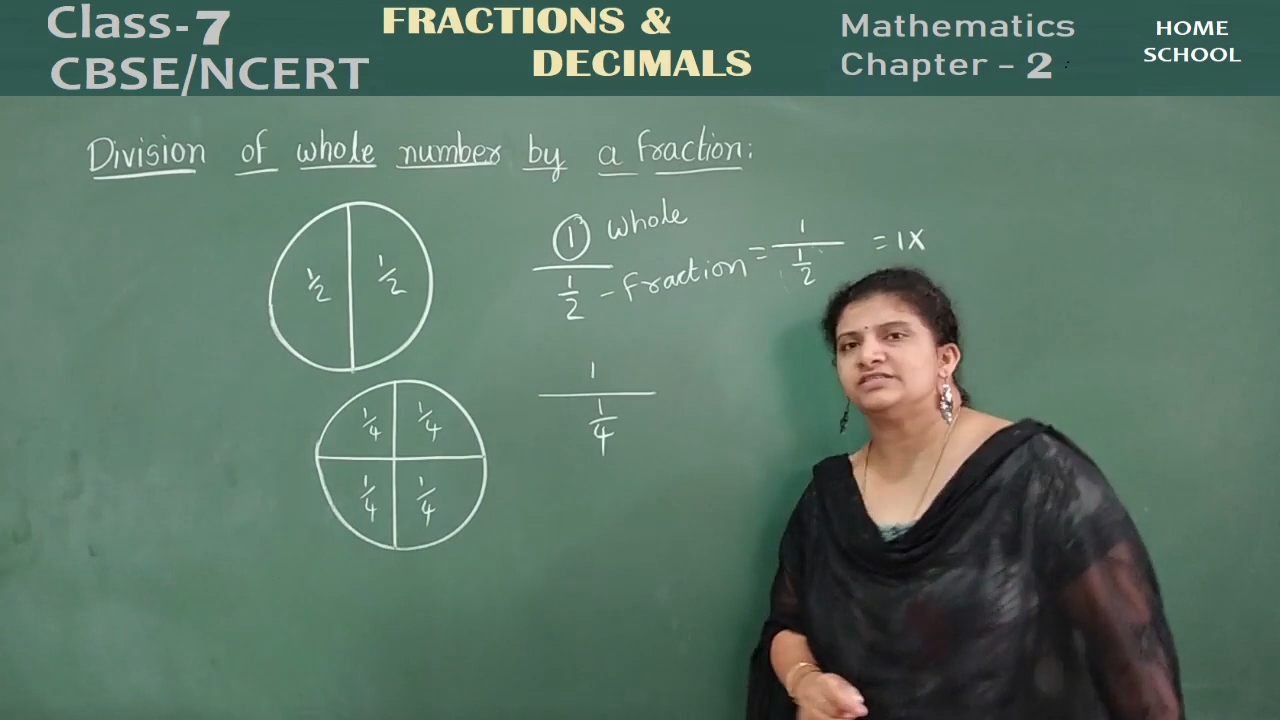 Class-7
CBSE/NCERT
FRACTIONS &
DECIMALS
Mathematics
Chapter - 2
HOME
SCHOOL
Division of whole number by a fraction:
1/2 1/2
1 whole
1/2 - Fraction = 1/(1/2) = 1X
1/4 1/4
1/4 1/4
1/(1/4)